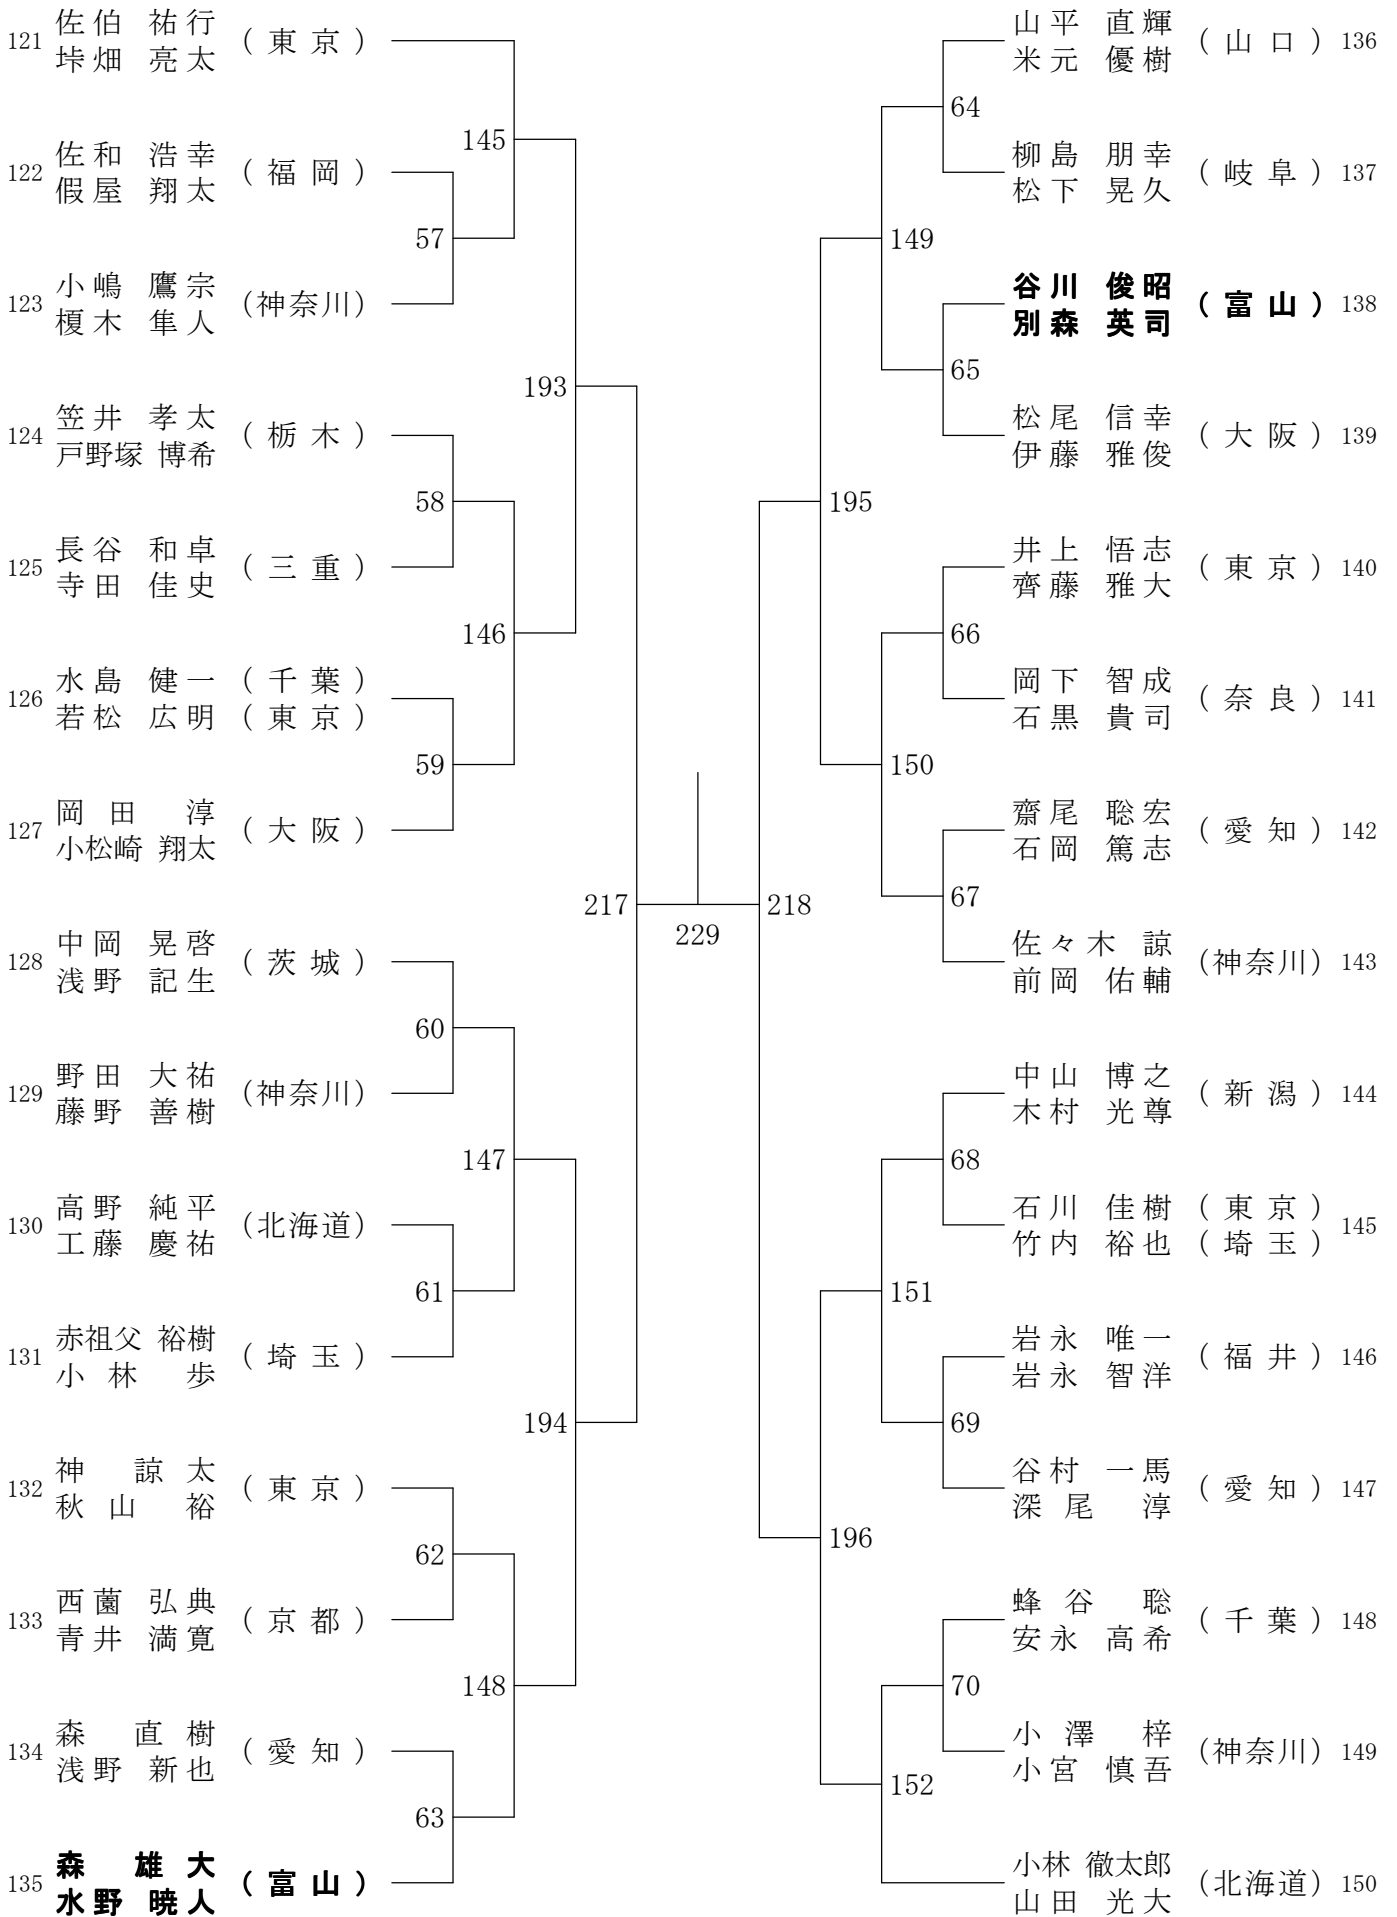 121 佐伯 祐行 (東京)
垰畑 亮太
122 佐和 浩幸 (福岡)
假屋 翔太
123 小嶋 鷹宗 (神奈川)
榎木 隼人
124 笠井 孝太 (栃木)
戸野塚 博希
125 長谷 和卓 (三重)
寺田 佳史
126 水島 健一 (千葉)
若松 広明 (東京)
127 岡田 淳 (大阪)
小松崎 翔太
128 中岡 晃啓 (茨城)
浅野 記生
129 野田 大祐 (神奈川)
藤野 善樹
130 高野 純平 (北海道)
工藤 慶祐
131 赤祖父 裕樹 (埼玉)
小林 歩
132 神 諒太 (東京)
秋山 裕
133 西薗 弘典 (京都)
青井 満寛
134 森 直樹 (愛知)
浅野 新也
135 森 雄大 (富山)
水野 暁人
145
57
193
58
146
59
217
60
147
61
194
62
148
63
229
218
64
149
65
195
66
150
67
68
151
69
196
70
152
山平 直輝 (山口) 136
米元 優樹
柳島 朋幸 (岐阜) 137
松下 晃久
谷川 俊昭 (富山) 138
別森 英司
松尾 信幸 (大阪) 139
伊藤 雅俊
井上 悟志 (東京) 140
齊藤 雅大
岡下 智成 (奈良) 141
石黒 貴司
齋尾 聡宏 (愛知) 142
石岡 篤志
佐々木 諒 (神奈川) 143
前岡 佑輔
中山 博之 (新潟) 144
木村 光尊
石川 佳樹 (東京) 145
竹内 裕也 (埼玉)
岩永 唯一 (福井) 146
岩永 智洋
谷村 一馬 (愛知) 147
深尾 淳
蜂谷 聡 (千葉) 148
安永 高希
小澤 梓 (神奈川) 149
小宮 慎吾
小林 徹太郎 (北海道) 150
山田 光大